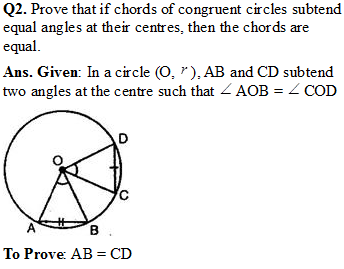 Q2. Prove that if chords of congruent circles subtend
equal angles at their centres, then the chords are
equal.
Ans. Given: In a circle (O, r), AB and CD subtend
two angles at the centre such that ∠ AOB = ∠ COD
D
O
C
A
B
To Prove: AB = CD